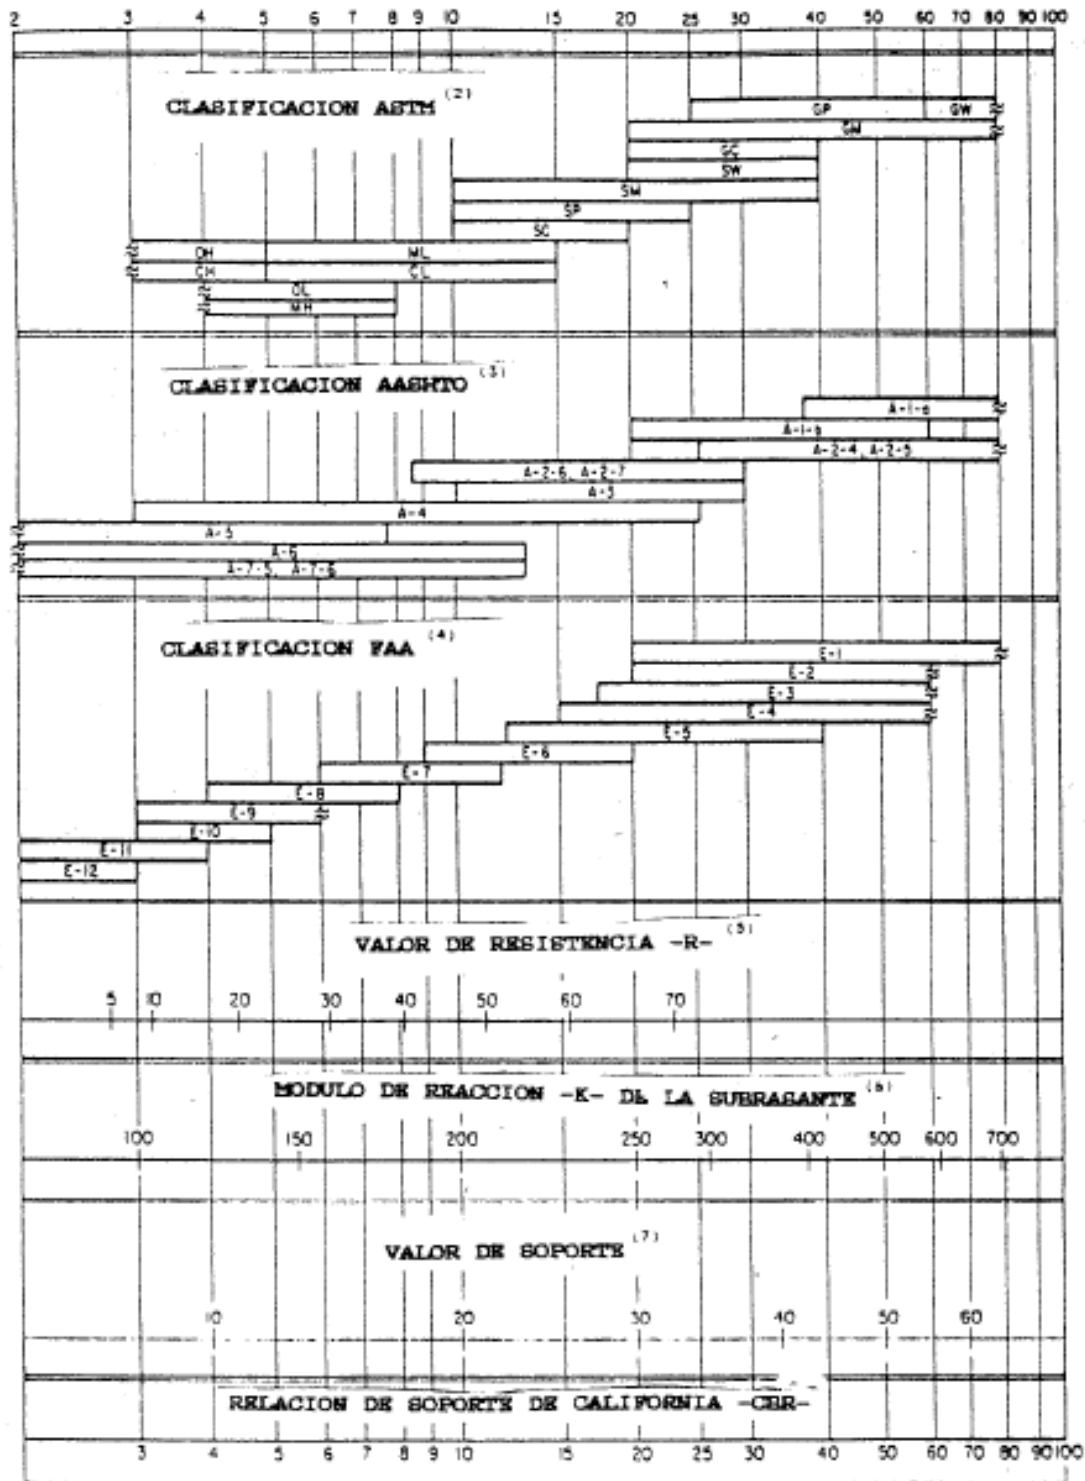 2 3 4 5 6 7 8 9 10 15 20 25 30 40 50 60 70 80 90 100
CLASIFICACION ASTM (2)
GP GW
GM
SW
SM
SP
SC
OH ML
CH CL
OL
MH
CLASIFICACION AASHTO (3)
A-1-a
A-1-b
A-2-4, A-2-5
A-2-6, A-2-7
A-3
A-4
A-5
A-6
A-7-5, A-7-6
CLASIFICACION FAA (4)
E-1
E-2
E-3
E-4
E-5
E-6
E-7
E-8
E-9
E-10
E-11
E-12
VALOR DE RESISTENCIA -R- (5)
5 10 20 30 40 50 60 70
MODULO DE REACCION -K- DE LA SUBRASANTE (6)
100 150 200 250 300 400 500 600 700
VALOR DE SOPORTE (7)
10 20 30 40 50 60
RELACION DE SOPORTE DE CALIFORNIA -CBR-
3 4 5 6 7 8 9 10 15 20 25 30 40 50 60 70 80 90 100